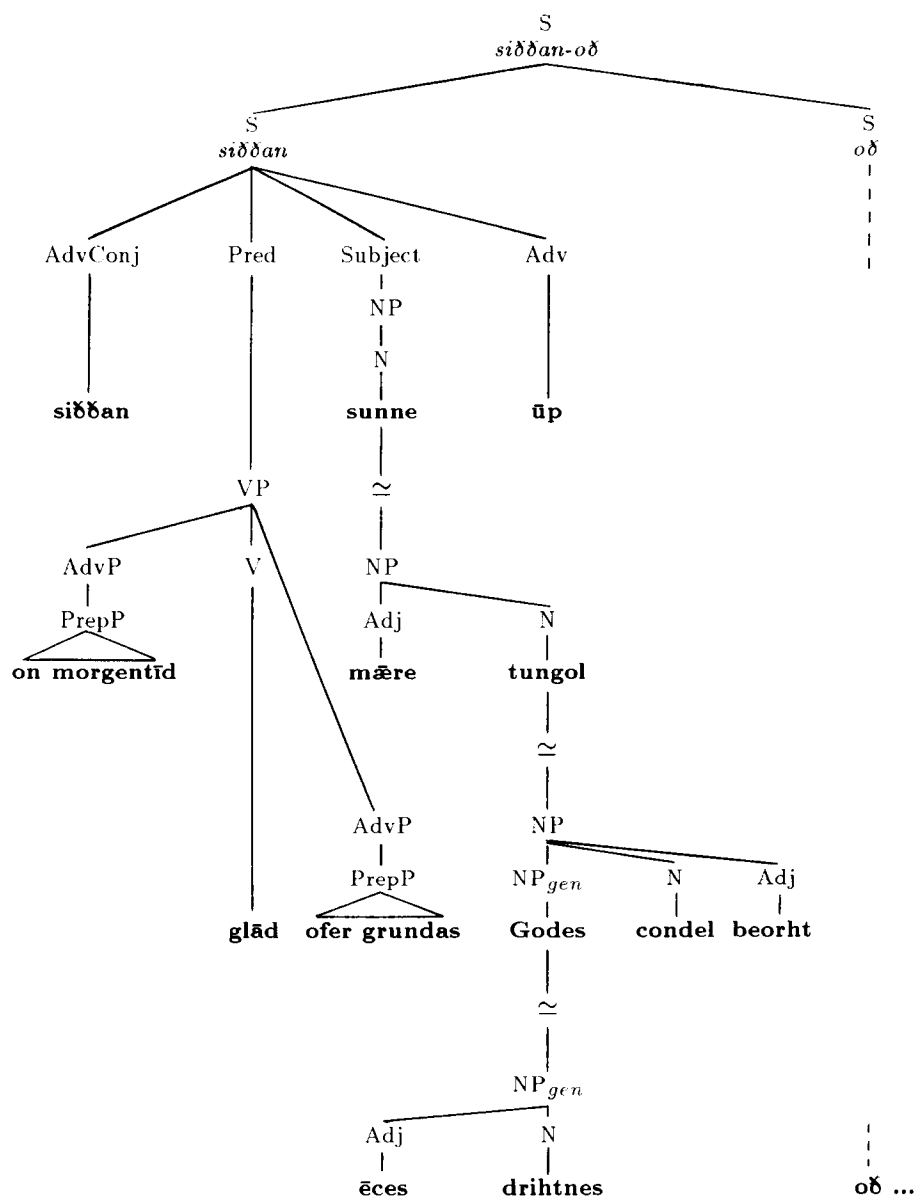 S
siððan-oð
S S
siððan oð
AdvConj Pred Subject Adv
NP
N
siððan sunne ūp
≃
VP
AdvP V NP
PrepP Adj N
on morgentīd mǣre tungol
≃
AdvP NP
PrepP NPgen N Adj
glād ofer grundas Godes condel beorht
≃
NPgen
Adj N
ēces drihtnes oð ...